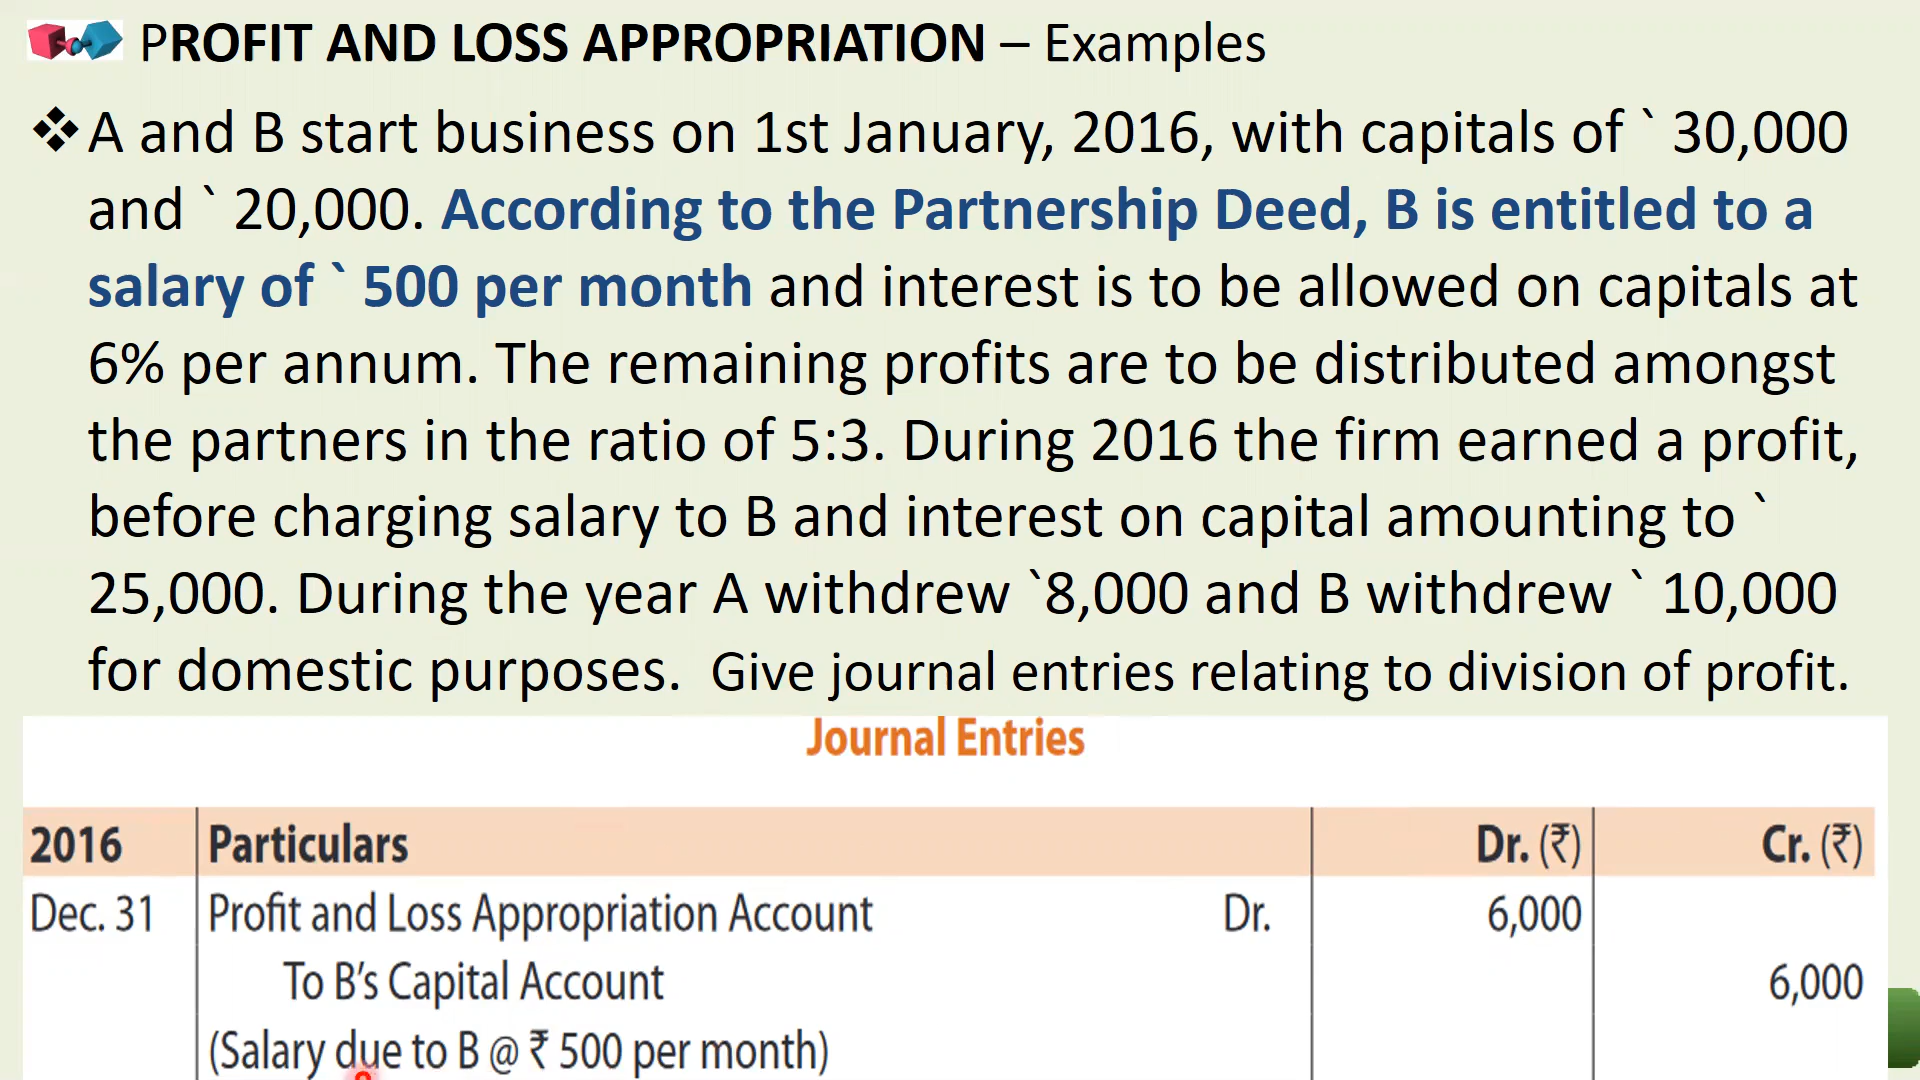 PROFIT AND LOSS APPROPRIATION – Examples
❖A and B start business on 1st January, 2016, with capitals of ` 30,000
and ` 20,000. According to the Partnership Deed, B is entitled to a
salary of ` 500 per month and interest is to be allowed on capitals at
6% per annum. The remaining profits are to be distributed amongst
the partners in the ratio of 5:3. During 2016 the firm earned a profit,
before charging salary to B and interest on capital amounting to `
25,000. During the year A withdrew `8,000 and B withdrew ` 10,000
for domestic purposes. Give journal entries relating to division of profit.
Journal Entries
2016 Particulars Dr. (₹) Cr. (₹)
Dec. 31 Profit and Loss Appropriation Account Dr. 6,000
To B’s Capital Account 6,000
(Salary due to B @ ₹ 500 per month)